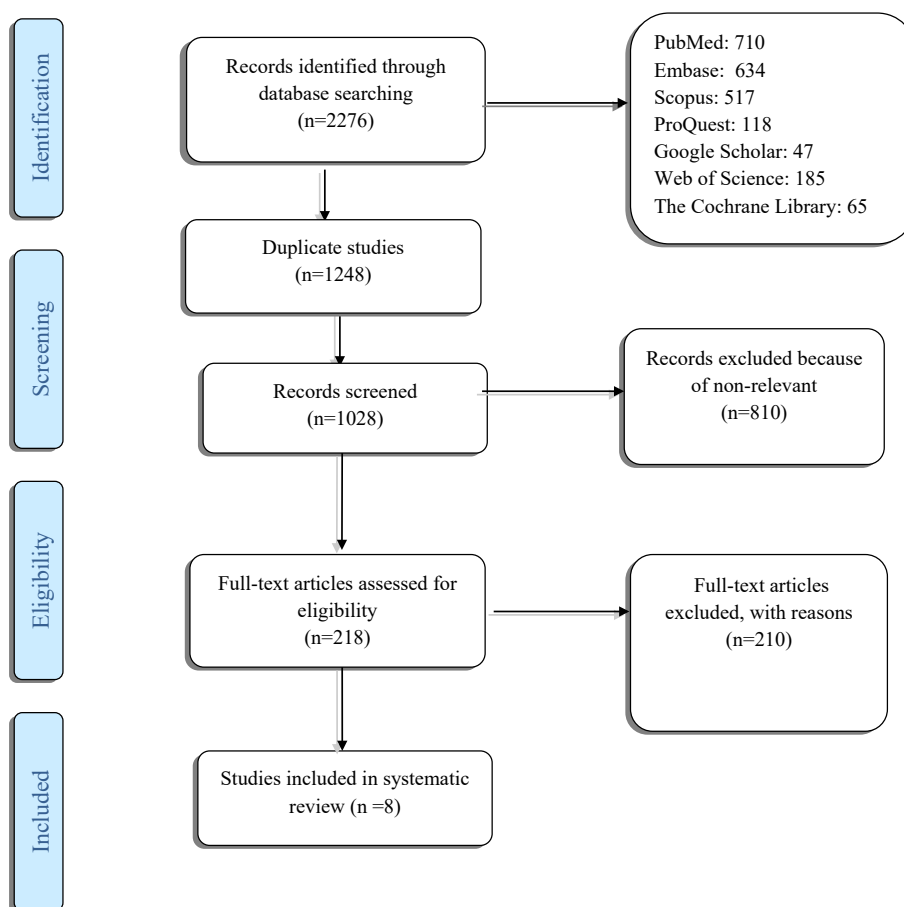 Identification
Records identified through
database searching
(n=2276)
PubMed: 710
Embase:  634
Scopus: 517
ProQuest: 118
Google Scholar: 47
Web of Science: 185
The Cochrane Library: 65
Duplicate studies
(n=1248)
Screening
Records screened
(n=1028)
Records excluded because
of non-relevant
(n=810)
Eligibility
Full-text articles assessed for
eligibility
(n=218)
Full-text articles
excluded, with reasons
(n=210)
Included
Studies included in systematic
review (n =8)